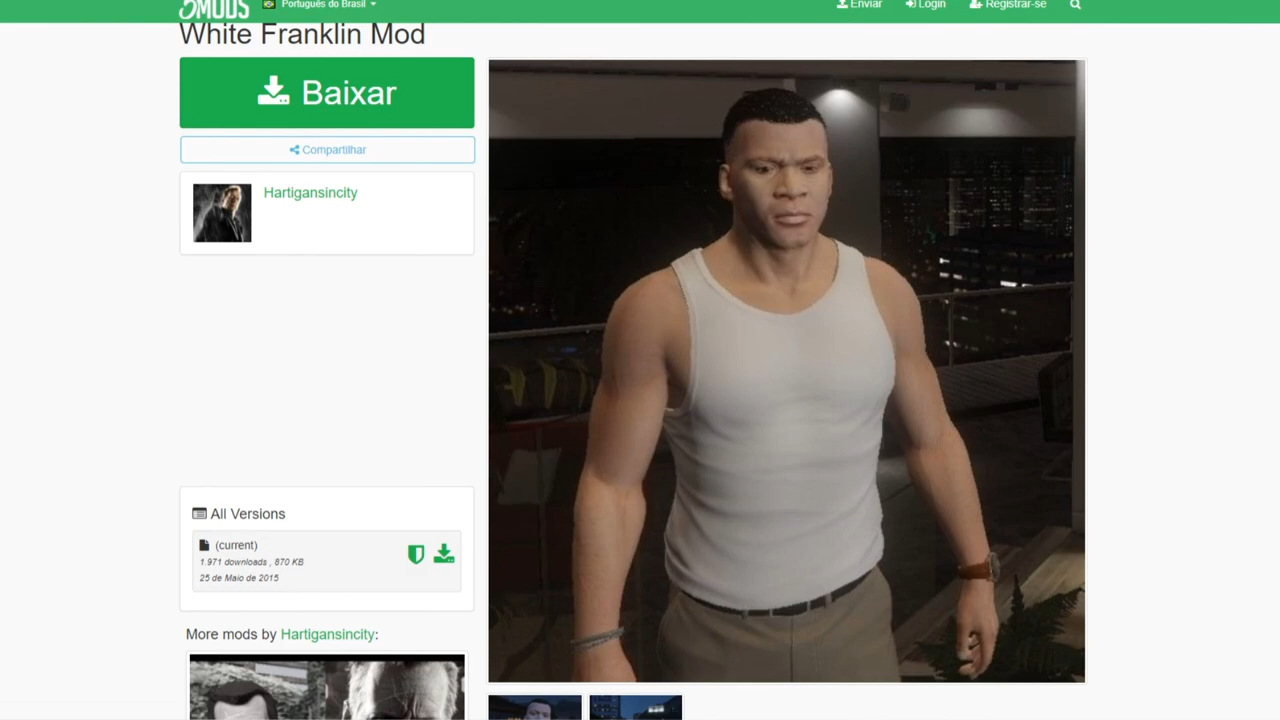 5MODS
Português do Brasil
Enviar
Login
Registrar-se
White Franklin Mod
Baixar
Compartilhar
Hartigansincity
All Versions
(current)
1.971 downloads , 870 KB
25 de Maio de 2015
More mods by Hartigansincity: